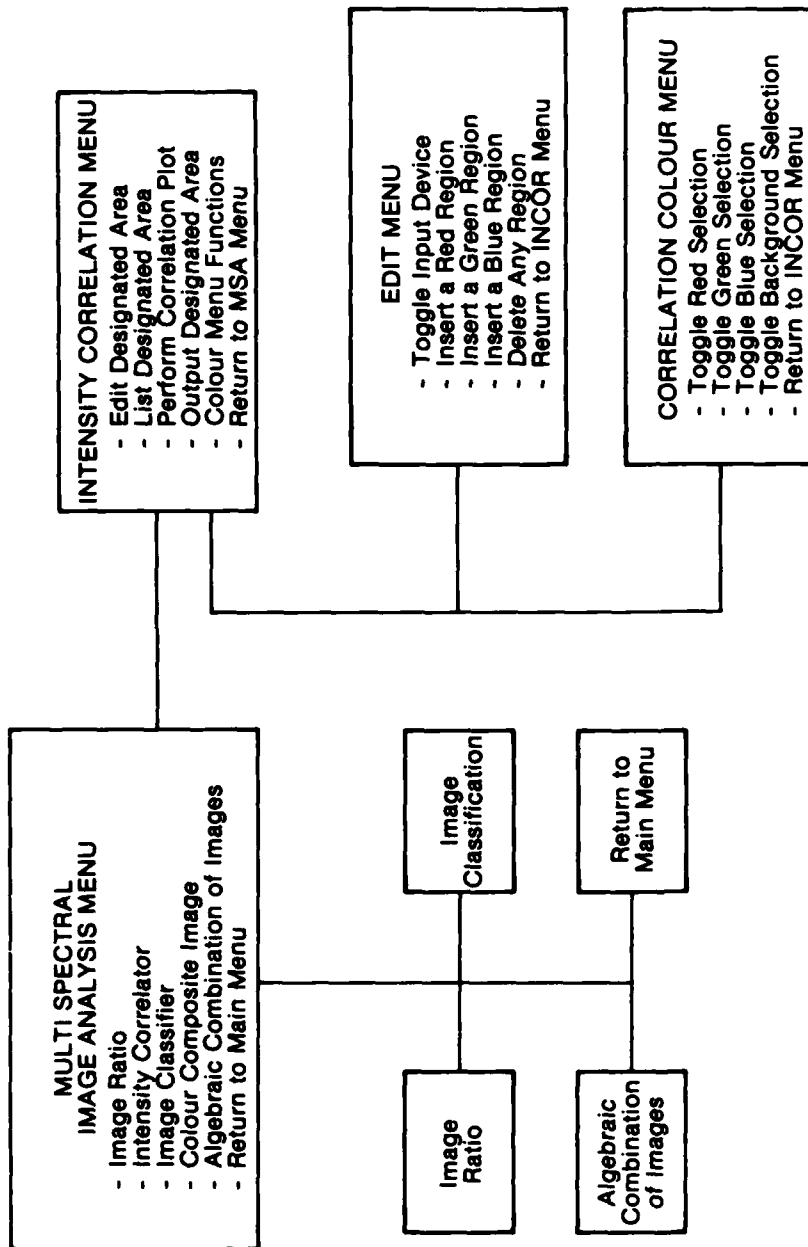 MULTI SPECTRAL
IMAGE ANALYSIS MENU
- Image Ratio
- Intensity Correlator
- Image Classifier
- Colour Composite Image
- Algebraic Combination of Images
- Return to Main Menu
Image
Ratio
Image
Classification
Algebraic
Combination
of Images
Return to
Main Menu
INTENSITY CORRELATION MENU
- Edit Designated Area
- List Designated Area
- Perform Correlation Plot
- Output Designated Area
- Colour Menu Functions
- Return to MSA Menu
EDIT MENU
- Toggle Input Device
- Insert a Red Region
- Insert a Green Region
- Insert a Blue Region
- Delete Any Region
- Return to INCOR Menu
CORRELATION COLOUR MENU
- Toggle Red Selection
- Toggle Green Selection
- Toggle Blue Selection
- Toggle Background Selection
- Return to INCOR Menu